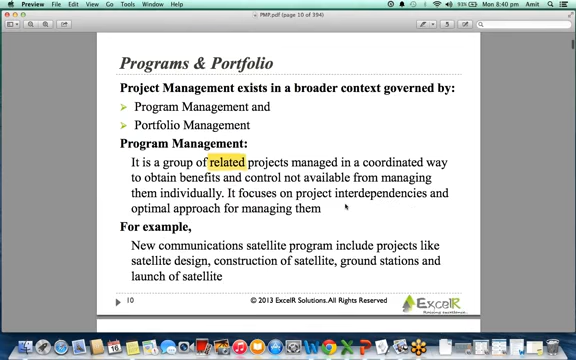 Preview File Edit View Go Tools Window Help
Mon 8:40 pm Amit
PMP.pdf (page 10 of 394)
Programs & Portfolio
Project Management exists in a broader context governed by:
Program Management and
Portfolio Management
Program Management:
It is a group of related projects managed in a coordinated way
to obtain benefits and control not available from managing
them individually. It focuses on project interdependencies and
optimal approach for managing them
For example,
New communications satellite program include projects like
satellite design, construction of satellite, ground stations and
launch of satellite
10 © 2013 ExcelR Solutions. All Rights Reserved ExcelR